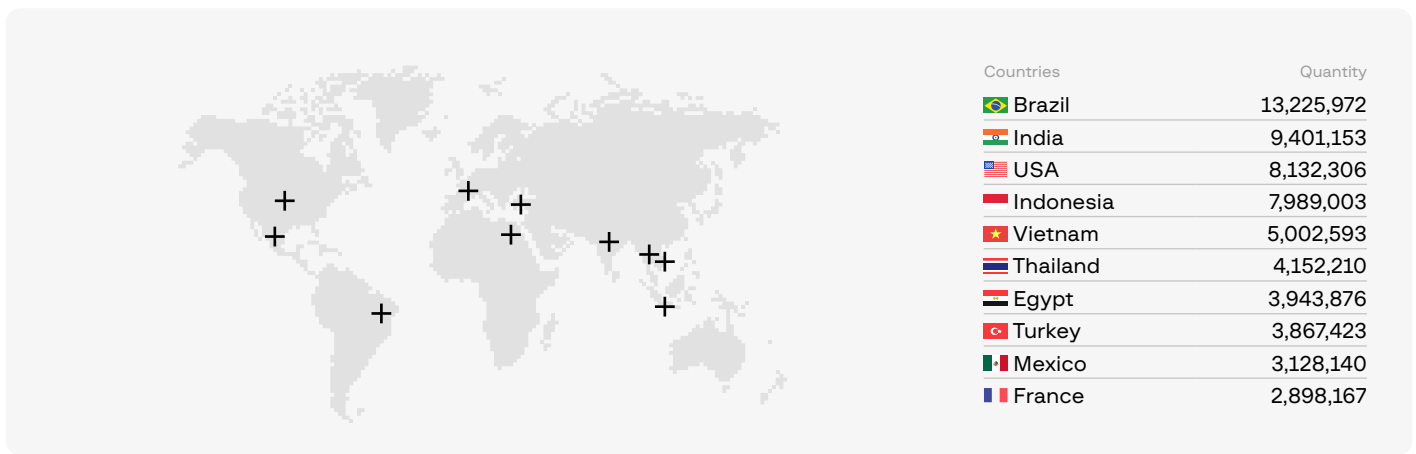 Countries Quantity
Brazil 13,225,972
India 9,401,153
USA 8,132,306
Indonesia 7,989,003
Vietnam 5,002,593
Thailand 4,152,210
Egypt 3,943,876
Turkey 3,867,423
Mexico 3,128,140
France 2,898,167